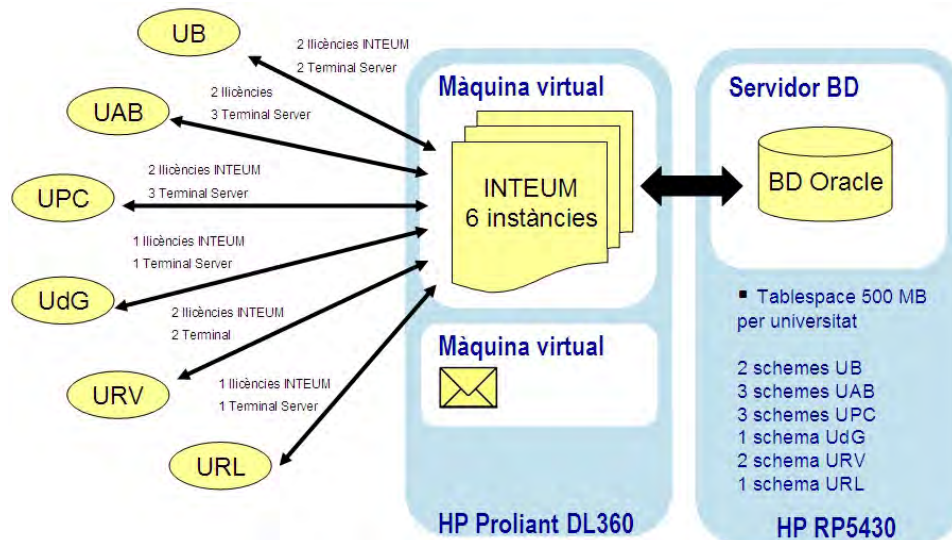 UB
2 llicències INTEUM
2 Terminal Server
UAB
2 llicències
3 Terminal Server
UPC
2 llicències INTEUM
3 Terminal Server
UdG
1 llicències INTEUM
1 Terminal Server
URV
2 llicències INTEUM
2 Terminal
URL
1 llicències INTEUM
1 Terminal Server
Màquina virtual
INTEUM
6 instàncies
Màquina virtual
HP Proliant DL360
Servidor BD
BD Oracle
▪ Tablespace 500 MB
per universitat
2 schemes UB
3 schemes UAB
3 schemes UPC
1 schema UdG
2 schema URV
1 schema URL
HP RP5430